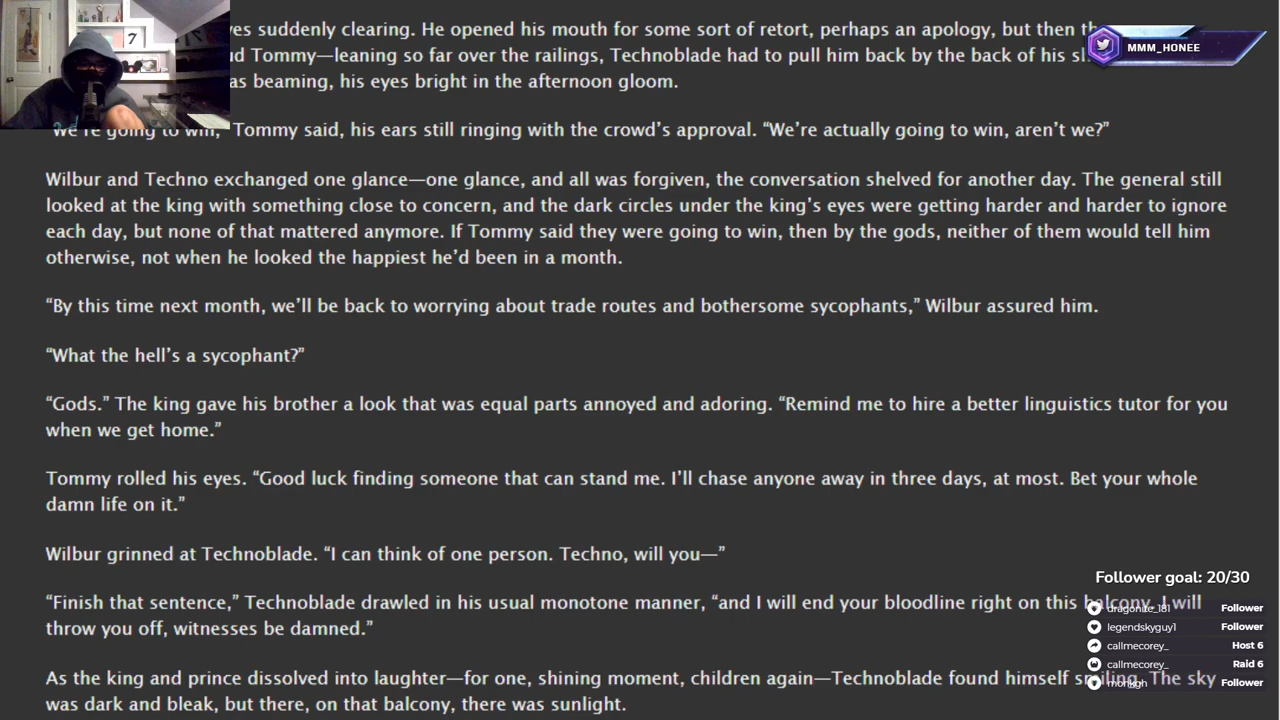 7
yes suddenly clearing. He opened his mouth for some sort of retort, perhaps an apology, but then
MMM_HONEE
Tommy—leaning so far over the railings, Technoblade had to pull him back by the back of his
beaming, his eyes bright in the afternoon gloom.
“We’re going to win,” Tommy said, his ears still ringing with the crowd’s approval. “We’re actually going to win, aren’t we?”
Wilbur and Techno exchanged one glance—one glance, and all was forgiven, the conversation shelved for another day. The general still
looked at the king with something close to concern, and the dark circles under the king’s eyes were getting harder and harder to ignore
each day, but none of that mattered anymore. If Tommy said they were going to win, then by the gods, neither of them would tell him
otherwise, not when he looked the happiest he’d been in a month.
“By this time next month, we’ll be back to worrying about trade routes and bothersome sycophants,” Wilbur assured him.
“What the hell’s a sycophant?”
“Gods.” The king gave his brother a look that was equal parts annoyed and adoring. “Remind me to hire a better linguistics tutor for you
when we get home.”
Tommy rolled his eyes. “Good luck finding someone that can stand me. I’ll chase anyone away in three days, at most. Bet your whole
damn life on it.”
Wilbur grinned at Technoblade. “I can think of one person. Techno, will you—”
Follower goal: 20/30
“Finish that sentence,” Technoblade drawled in his usual monotone manner, “and I will end your bloodline right on this balcony. I will
dragonite_181 Follower
throw you off, witnesses be damned.”
legendskyguy1 Follower
callmecorey_ Host 6
callmecorey_ Raid 6
As the king and prince dissolved into laughter—for one, shining moment, children again—Technoblade found himself smiling. The sky
Follower
was dark and bleak, but there, on that balcony, there was sunlight.